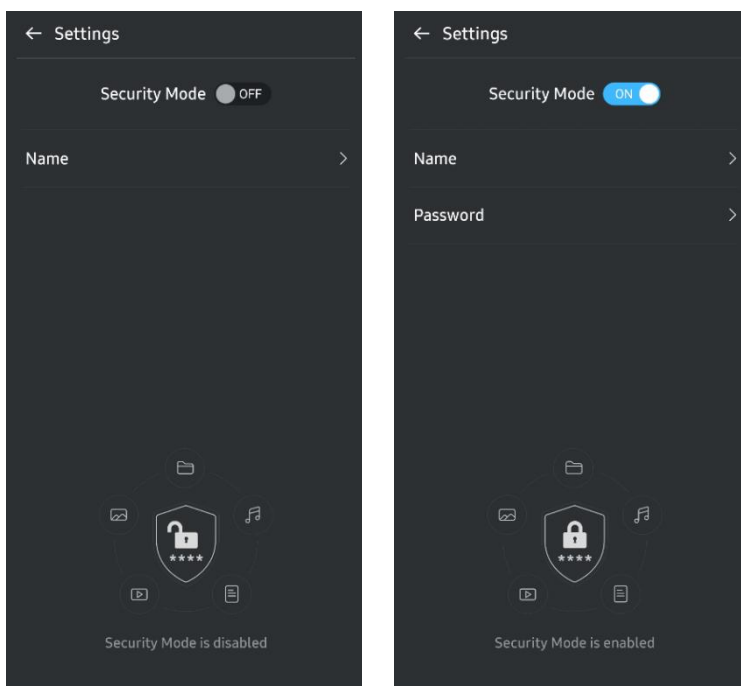 ← Settings
Security Mode OFF
Name >
****
Security Mode is disabled
← Settings
Security Mode ON
Name >
Password >
****
Security Mode is enabled